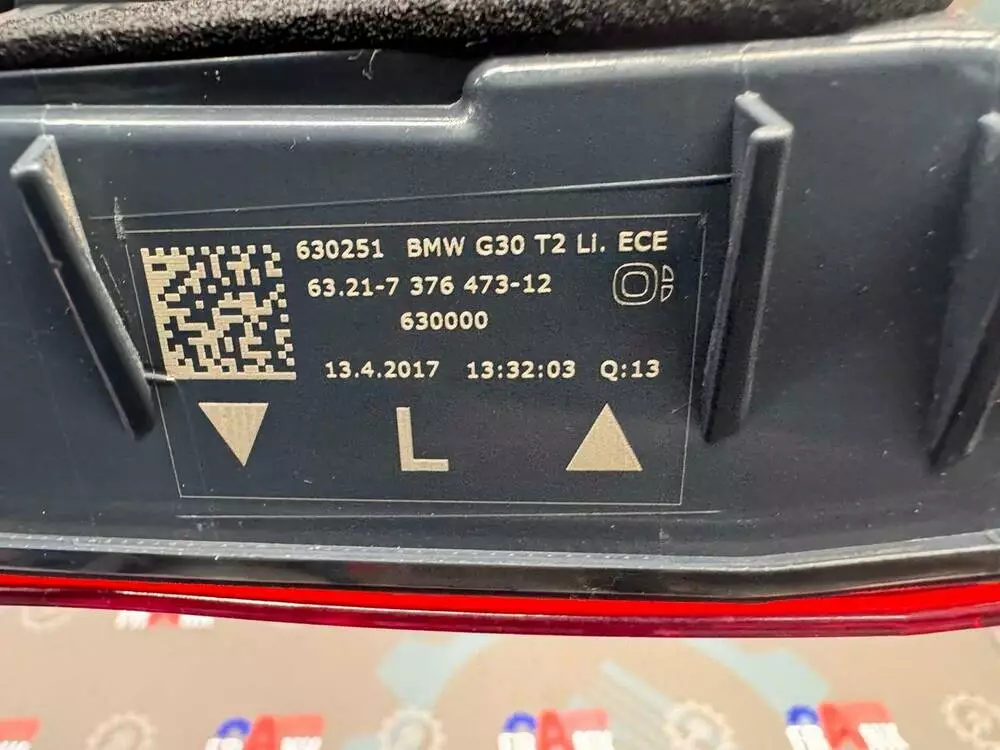 630251 BMW G30 T2 Li. ECE
63.21-7 376 473-12
630000
13.4.2017 13:32:03 Q:13
L